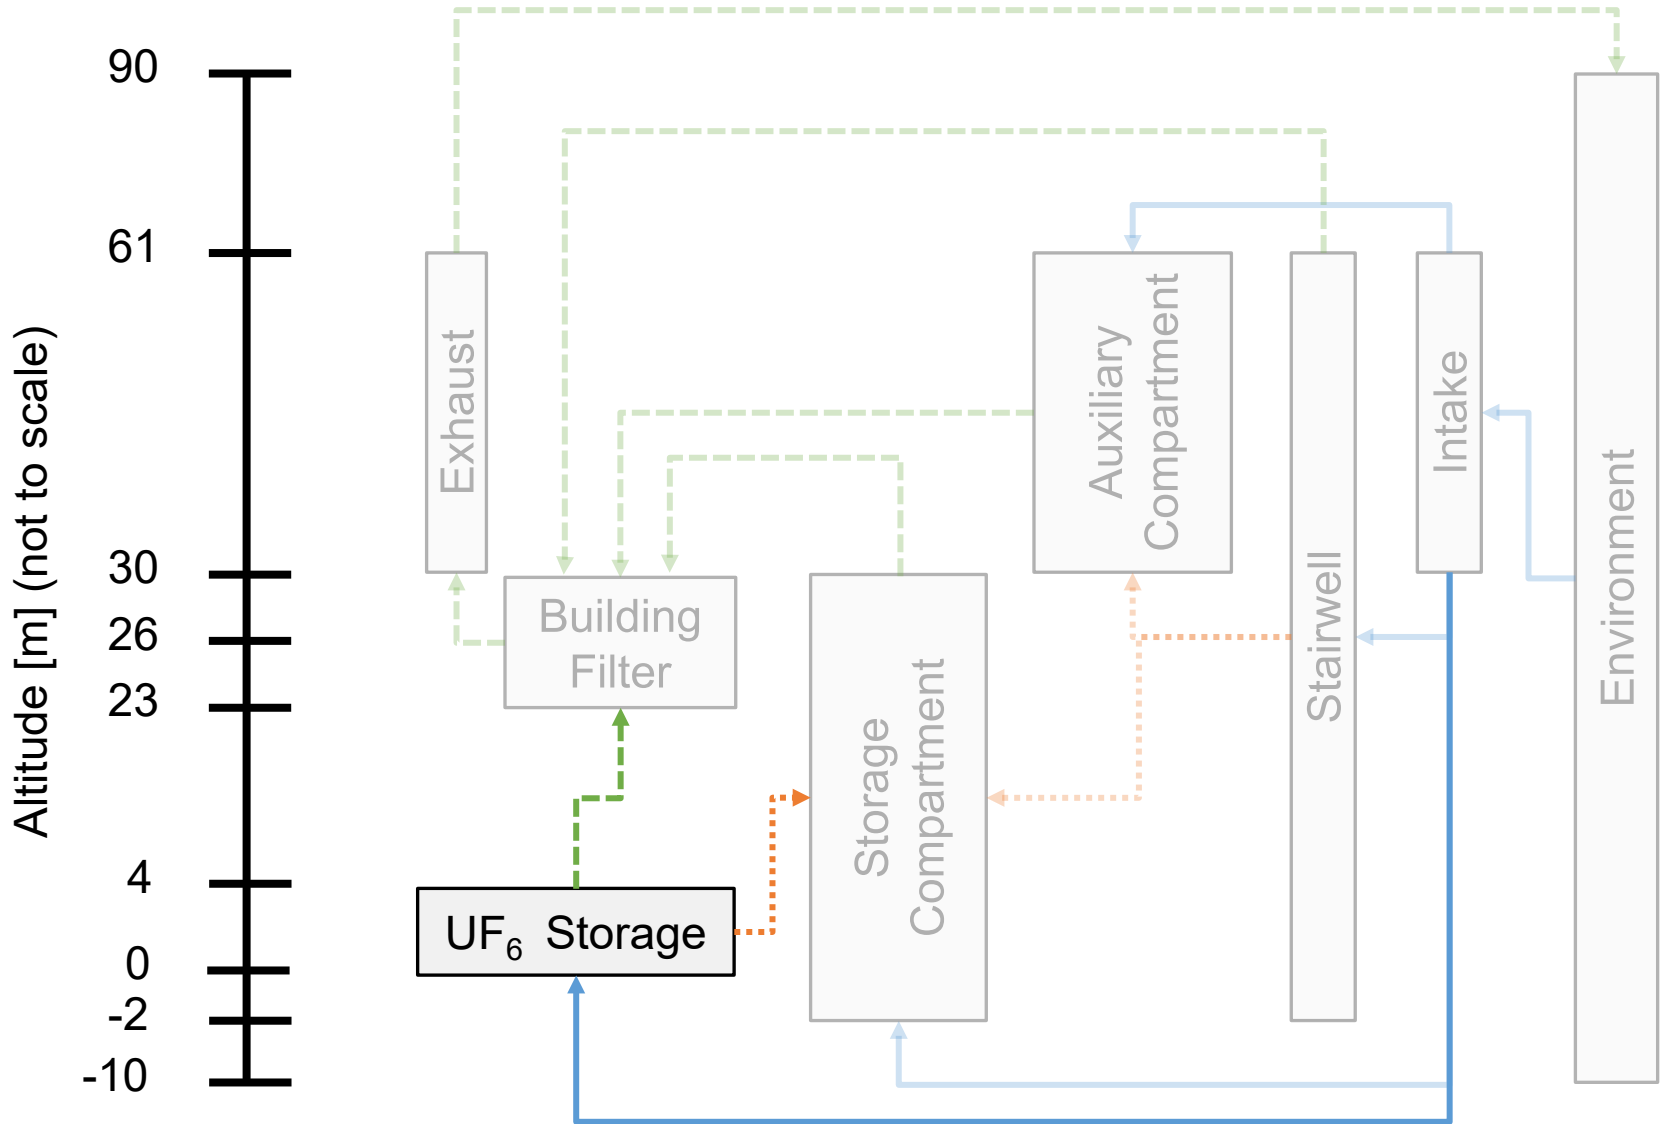 90
61
30
26
23
4
0
-2
-10
Altitude [m] (not to scale)
Exhaust
Building
Filter
UF₆ Storage
Storage
Compartment
Auxiliary
Compartment
Stairwell
Intake
Environment